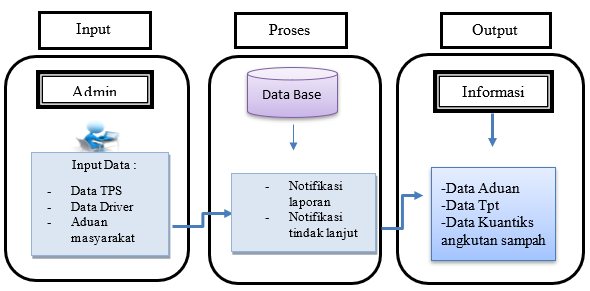 Input
Proses
Output
Admin
Input Data :
- Data TPS
- Data Driver
- Aduan
masyarakat
Data Base
- Notifikasi
laporan
- Notifikasi
tindak lanjut
Informasi
-Data Aduan
-Data Tpt
-Data Kuantiks
angkutan sampah